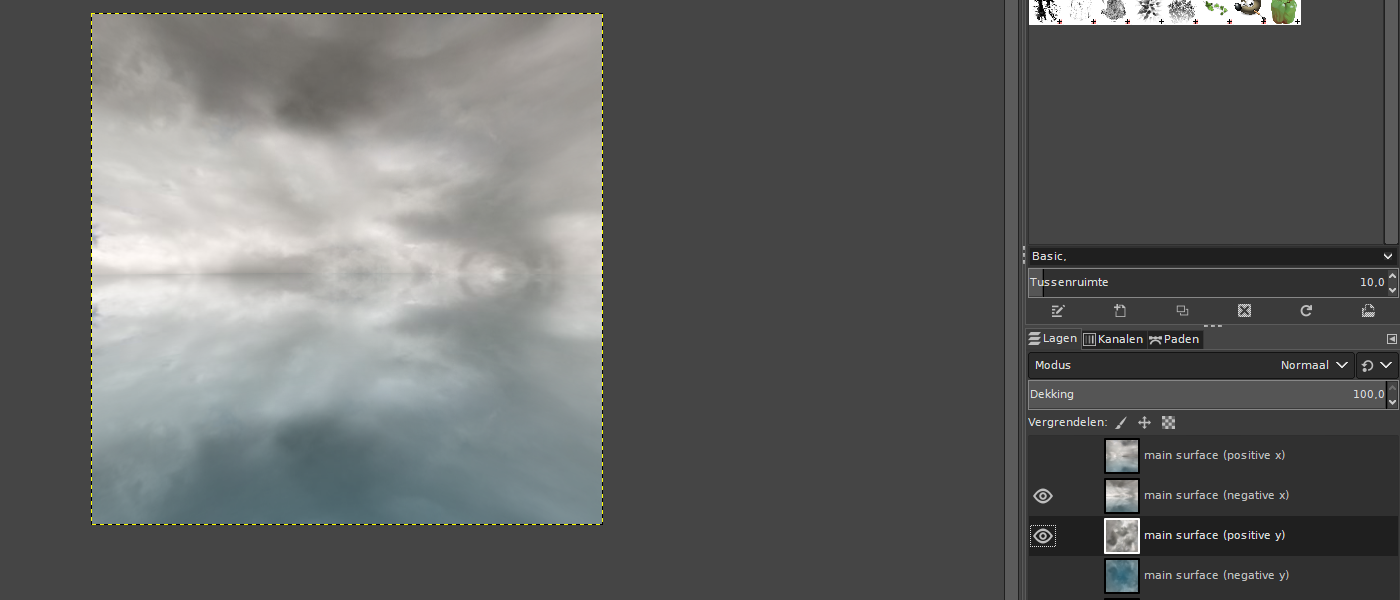 Basic,
Tussenruimte 10,0
Lagen Kanalen Paden
Modus Normaal
Dekking 100,0
Vergrendelen:
main surface (positive x)
main surface (negative x)
main surface (positive y)
main surface (negative y)